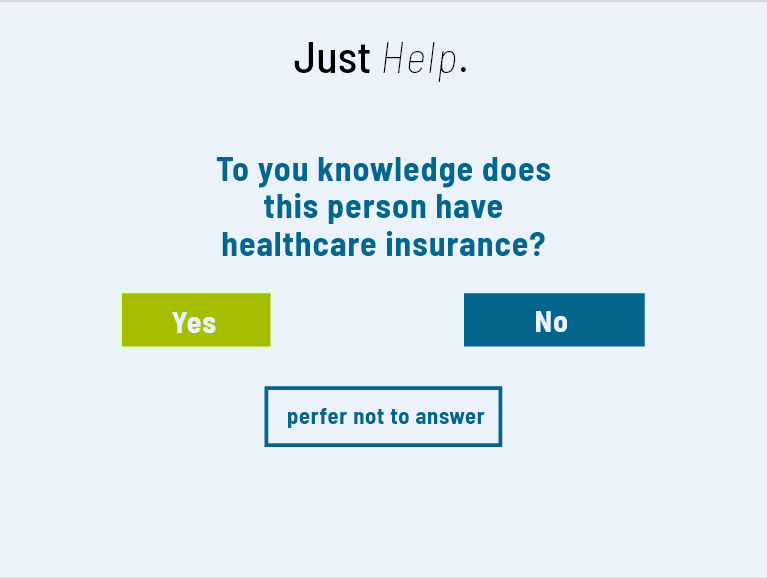 Just Help.
To you knowledge does
this person have
healthcare insurance?
Yes
No
perfer not to answer